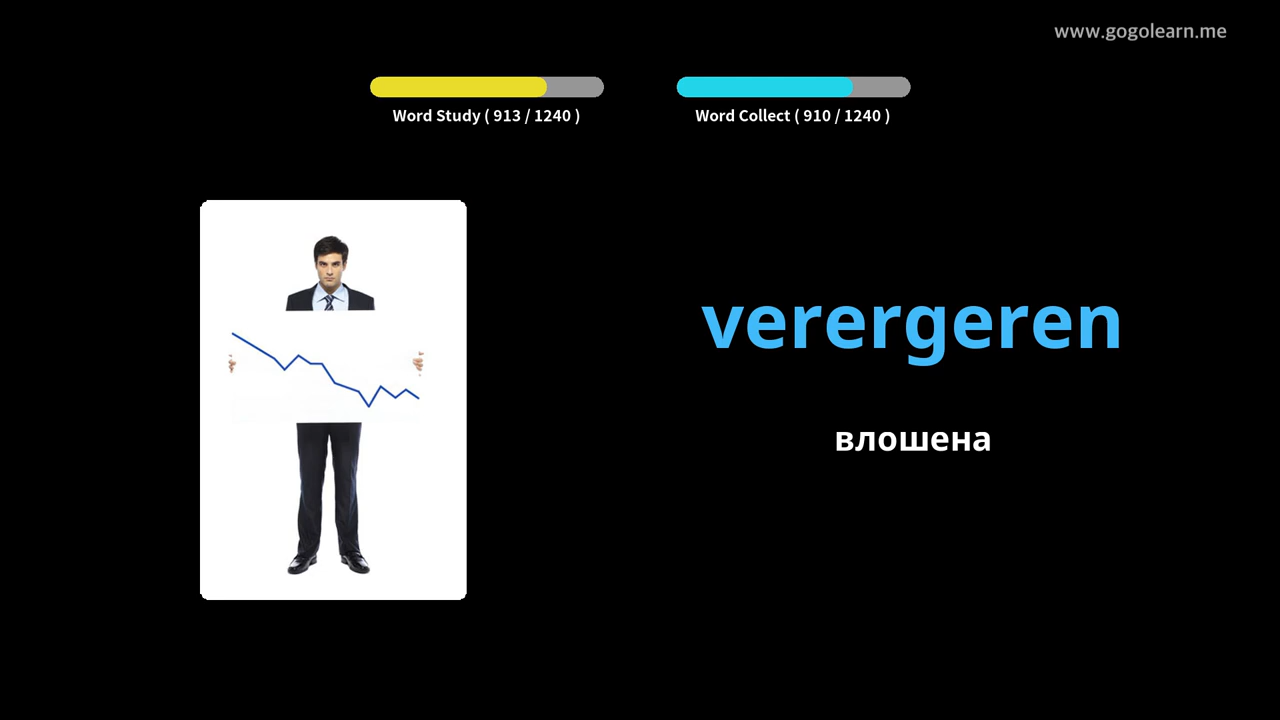 www.gogolearn.me
Word Study ( 913 / 1240 )
Word Collect ( 910 / 1240 )
verergeren
влошена